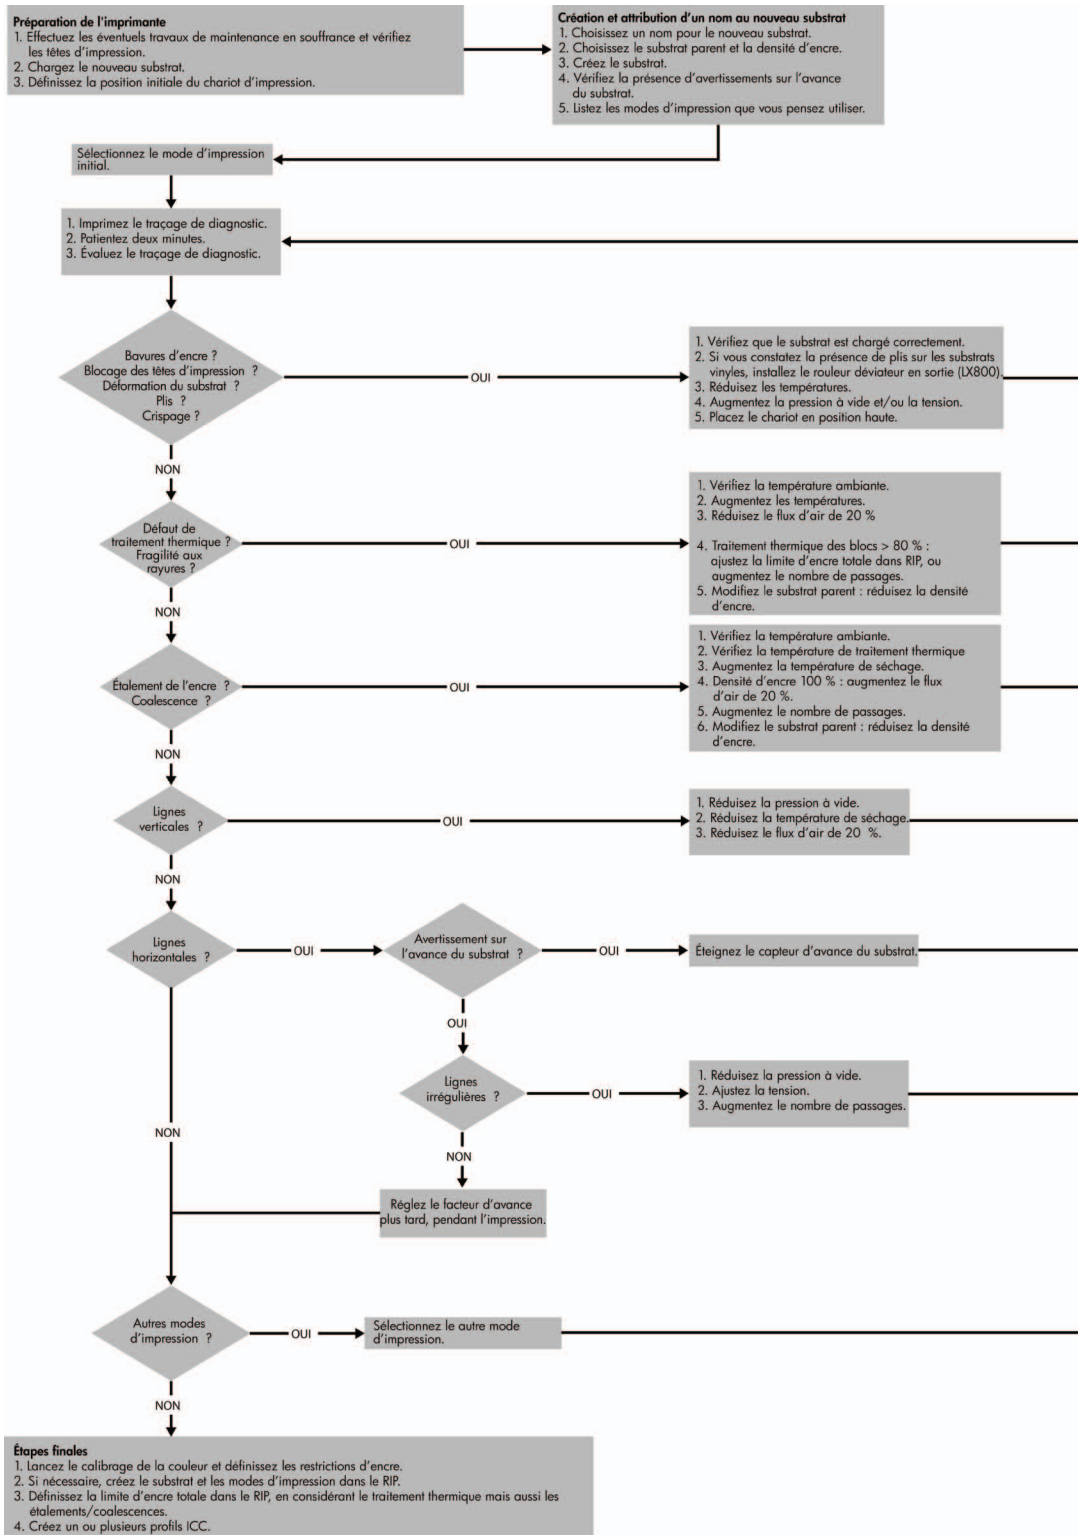 Préparation de l'imprimante
1. Effectuez les éventuels travaux de maintenance en souffrance et vérifiez
les têtes d'impression.
2. Chargez le nouveau substrat.
3. Définissez la position initiale du chariot d'impression.
Création et attribution d'un nom au nouveau substrat
1. Choisissez un nom pour le nouveau substrat.
2. Choisissez le substrat parent et la densité d'encre.
3. Créez le substrat.
4. Vérifiez la présence d'avertissements sur l'avance
du substrat.
5. Listez les modes d'impression que vous pensez utiliser.
Sélectionnez le mode d'impression
initial.
1. Imprimez le traçage de diagnostic.
2. Patientez deux minutes.
3. Évaluez le traçage de diagnostic.
Bavures d'encre ?
Blocage des têtes d'impression ?
Déformation du substrat ?
Plis ?
Crispage ?
OUI
1. Vérifiez que le substrat est chargé correctement.
2. Si vous constatez la présence de plis sur les substrats
vinyles, installez le rouleur déviateur en sortie (LX800).
3. Réduisez les températures.
4. Augmentez la pression à vide et/ou la tension.
5. Placez le chariot en position haute.
NON
Défaut de
traitement thermique ?
Fragilité aux
rayures ?
OUI
1. Vérifiez la température ambiante.
2. Augmentez les températures.
3. Réduisez le flux d'air de 20 %
4. Traitement thermique des blocs > 80 % :
ajustez la limite d'encre totale dans RIP, ou
augmentez le nombre de passages.
5. Modifiez le substrat parent : réduisez la densité
d'encre.
NON
Étalement de l'encre ?
Coalescence ?
OUI
1. Vérifiez la température ambiante.
2. Vérifiez la température de traitement thermique
3. Augmentez la température de séchage.
4. Densité d'encre 100 % : augmentez le flux
d'air de 20 %.
5. Augmentez le nombre de passages.
6. Modifiez le substrat parent : réduisez la densité
d'encre.
NON
Lignes
verticales ?
OUI
1. Réduisez la pression à vide.
2. Réduisez la température de séchage.
3. Réduisez le flux d'air de 20 %.
NON
Lignes
horizontales ?
OUI
Avertissement sur
l'avance du substrat ?
OUI
Éteignez le capteur d'avance du substrat.
OUI
Lignes
irrégulières ?
OUI
1. Réduisez la pression à vide.
2. Ajustez la tension.
3. Augmentez le nombre de passages.
NON
NON
Réglez le facteur d'avance
plus tard, pendant l'impression.
Autres modes
d'impression ?
OUI
Sélectionnez le autre mode
d'impression.
NON
Étapes finales
1. Lancez le calibrage de la couleur et définissez les restrictions d'encre.
2. Si nécessaire, créez le substrat et les modes d'impression dans le RIP.
3. Définissez la limite d'encre totale dans le RIP, en considérant le traitement thermique mais aussi les
étalements/coalescences.
4. Créez un ou plusieurs profils ICC.